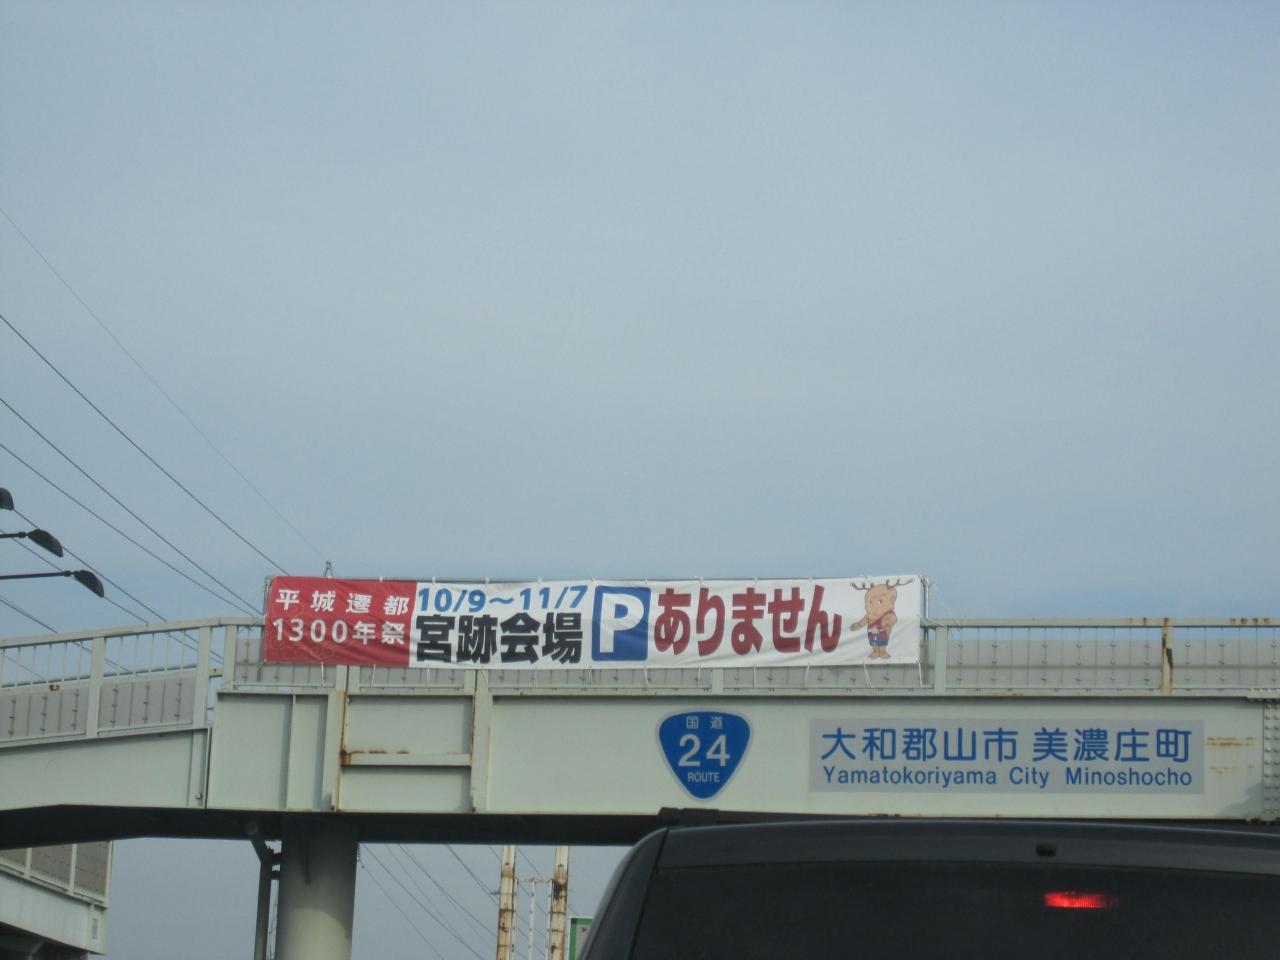 平城遷都
1300年祭
10/9〜11/7
宮跡会場
P
ありません
国道
24
ROUTE
大和郡山市 美濃庄町
Yamatokoriyama City Minoshocho